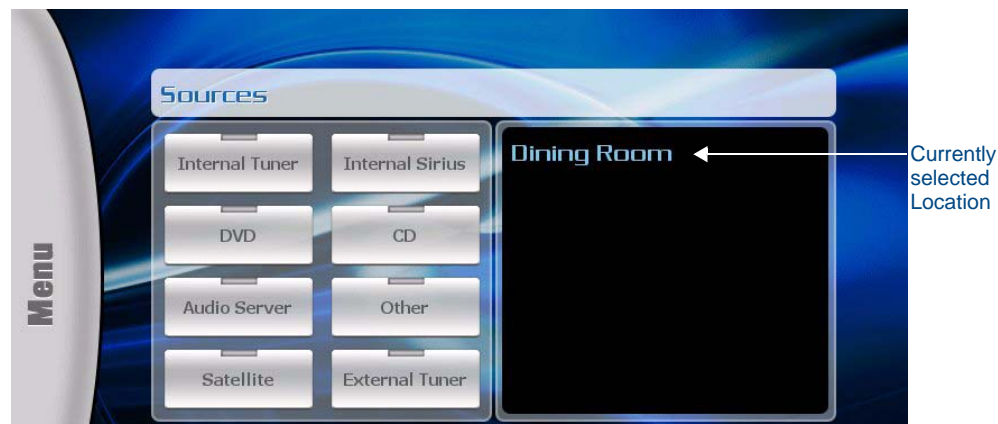 Menu
Sources
Internal Tuner
Internal Sirius
DVD
CD
Audio Server
Other
Satellite
External Tuner
Dining Room
Currently
selected
Location